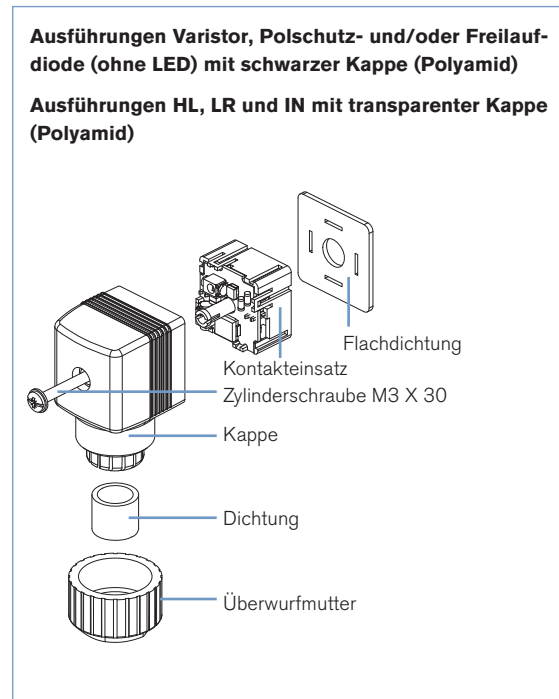 Ausführungen Varistor, Polschutz- und/oder Freilauf-
diode (ohne LED) mit schwarzer Kappe (Polyamid)
Ausführungen HL, LR und IN mit transparenter Kappe
(Polyamid)
Flachdichtung
Kontakteinsatz
Zylinderschraube M3 X 30
Kappe
Dichtung
Überwurfmutter